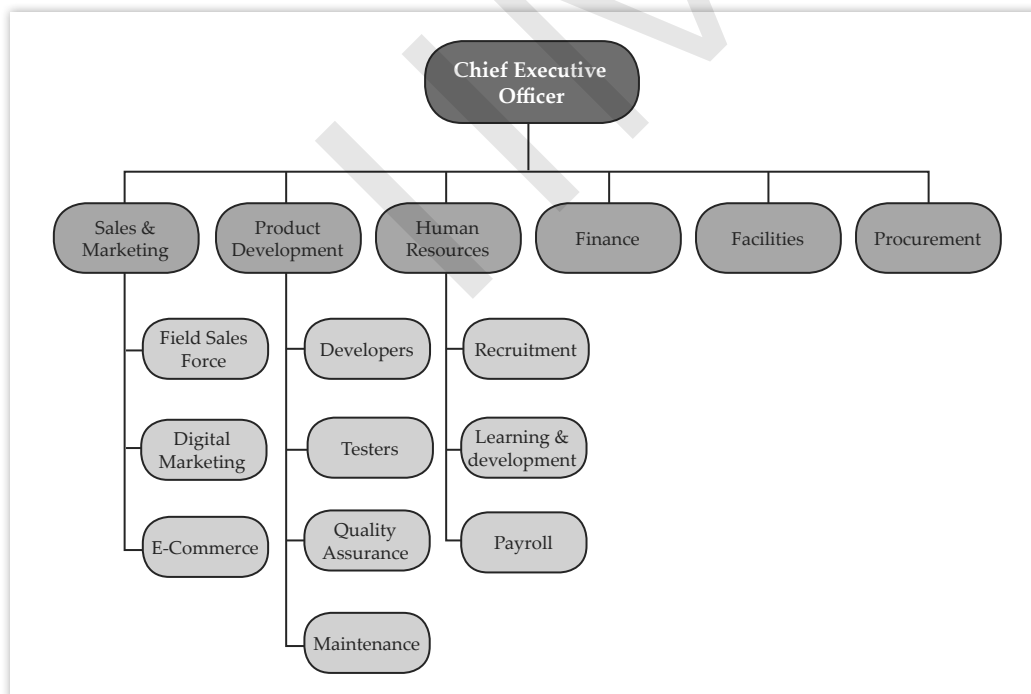 Chief Executive
Officer
Sales &
Marketing
Product
Development
Human
Resources
Finance
Facilities
Procurement
Field Sales
Force
Developers
Recruitment
Digital
Marketing
Testers
Learning &
development
E-Commerce
Quality
Assurance
Payroll
Maintenance